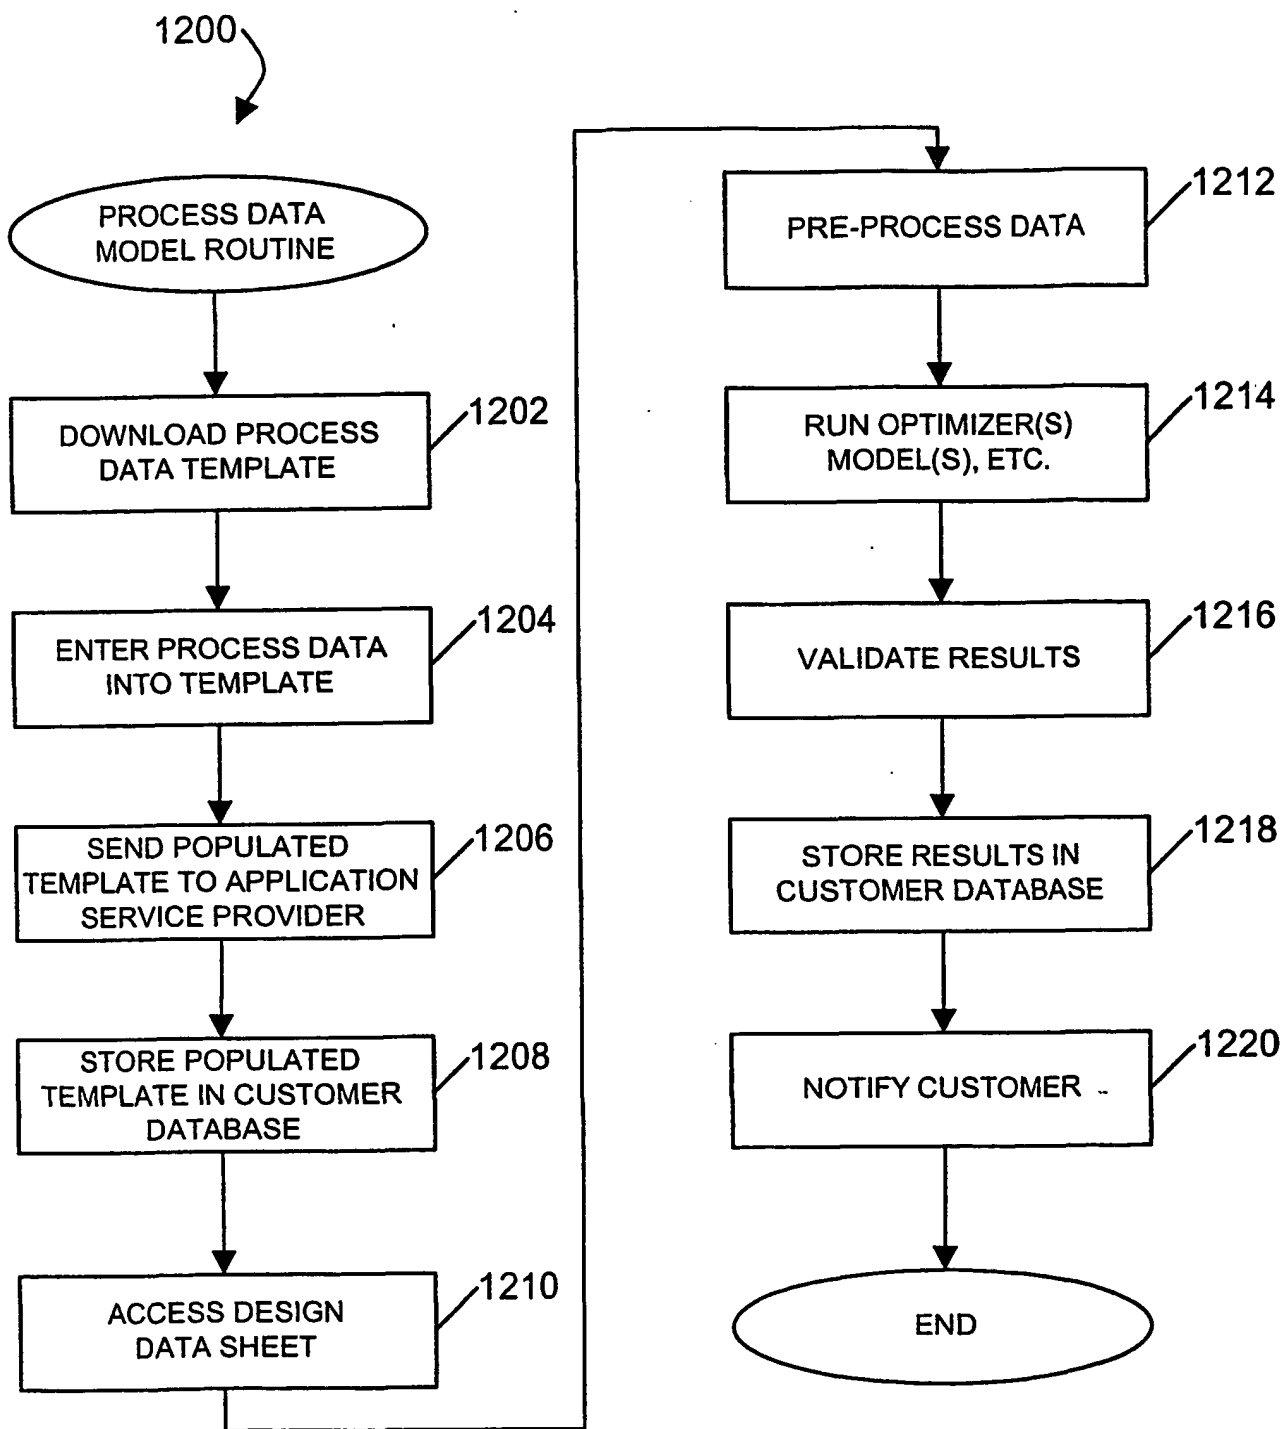 1200
PROCESS DATA
MODEL ROUTINE
DOWNLOAD PROCESS
DATA TEMPLATE
1202
ENTER PROCESS DATA
INTO TEMPLATE
1204
SEND POPULATED
TEMPLATE TO APPLICATION
SERVICE PROVIDER
1206
STORE POPULATED
TEMPLATE IN CUSTOMER
DATABASE
1208
ACCESS DESIGN
DATA SHEET
1210
PRE-PROCESS DATA
1212
RUN OPTIMIZER(S)
MODEL(S), ETC.
1214
VALIDATE RESULTS
1216
STORE RESULTS IN
CUSTOMER DATABASE
1218
NOTIFY CUSTOMER
1220
END